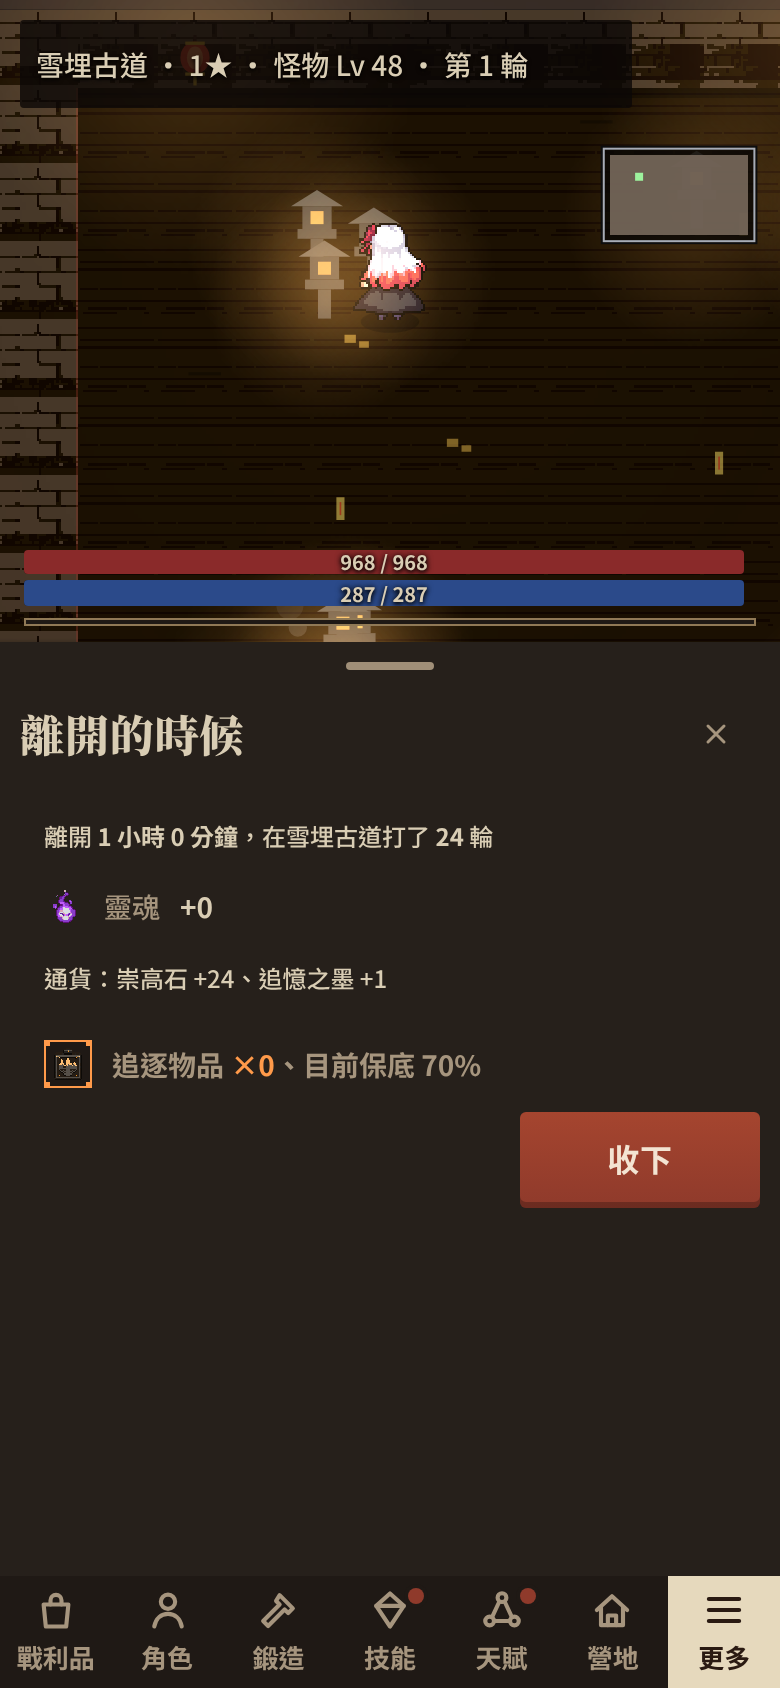 雪埋古道 · 1★ · 怪物 Lv 48 · 第 1 輪
968 / 968
287 / 287
離開的時候
離開 1 小時 0 分鐘，在雪埋古道打了 24 輪
靈魂 +0
通貨：崇高石 +24、追憶之墨 +1
追逐物品 ×0、目前保底 70%
收下
戰利品 角色 鍛造 技能 天賦 營地 更多